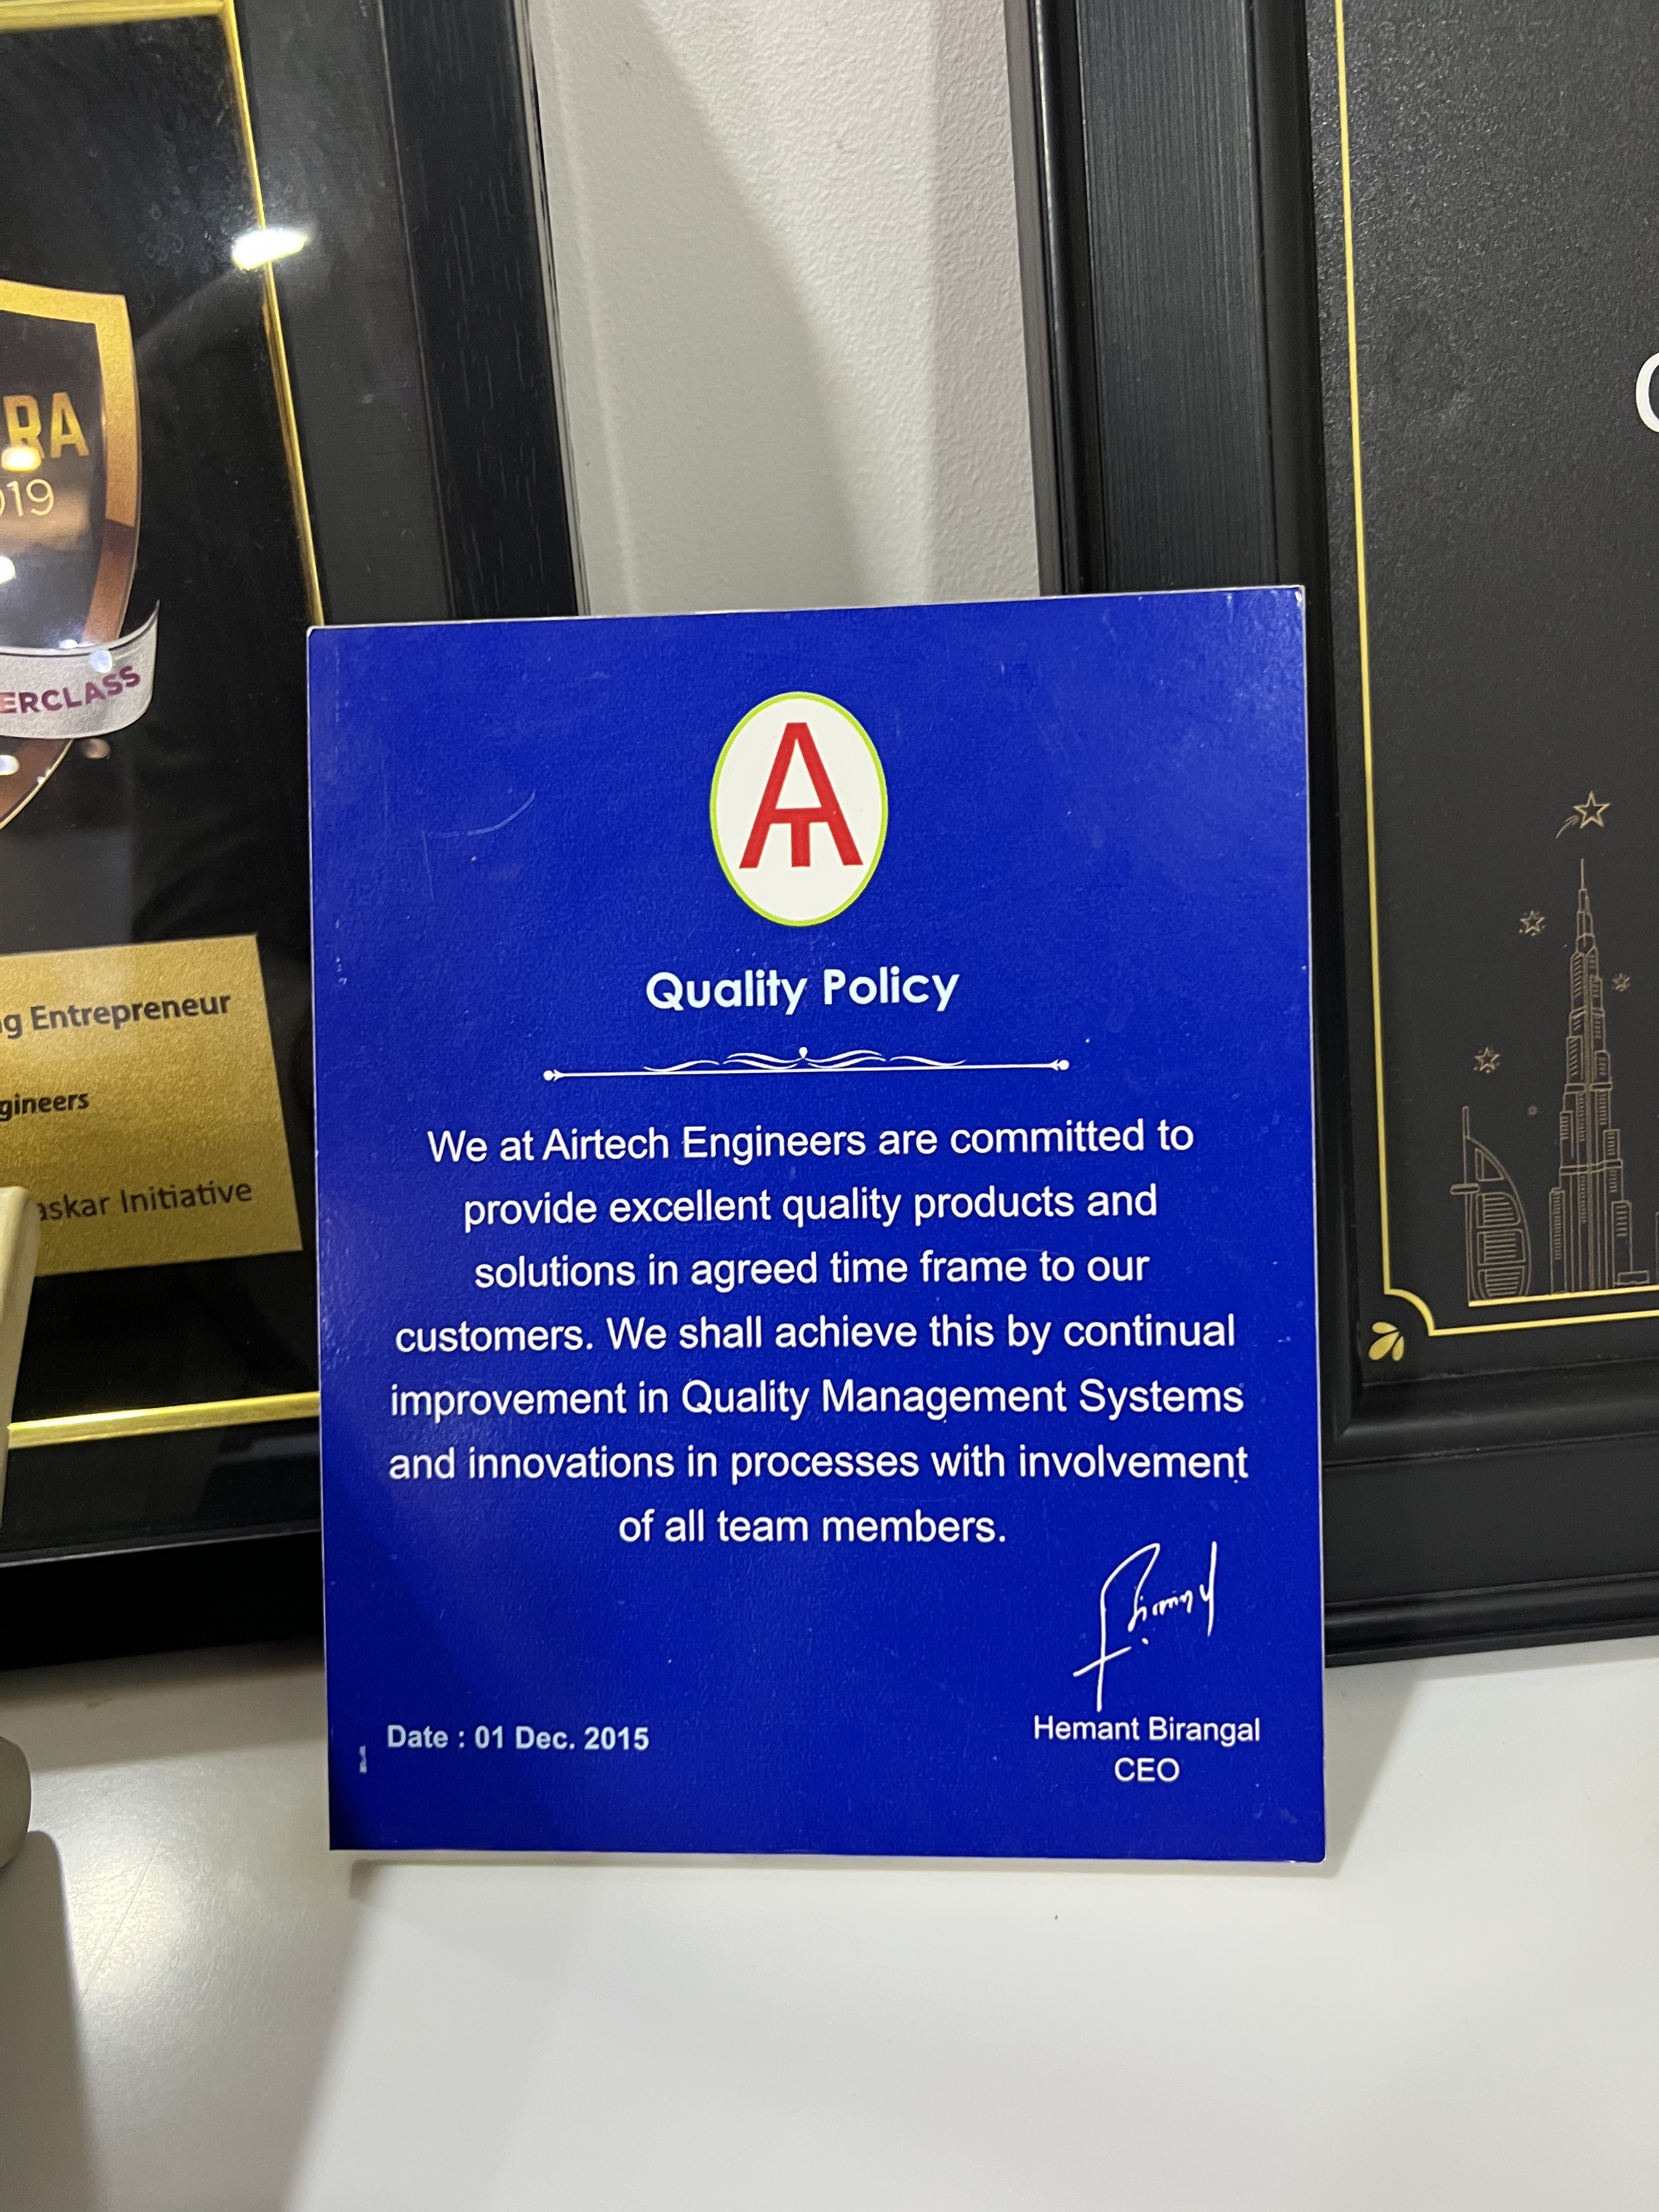 RA
019
ERCLASS
g Entrepreneur
gineers
askar Initiative
AT
Quality Policy
We at Airtech Engineers are committed to
provide excellent quality products and
solutions in agreed time frame to our
customers. We shall achieve this by continual
improvement in Quality Management Systems
and innovations in processes with involvement
of all team members.
Date : 01 Dec. 2015
Hemant Birangal
CEO